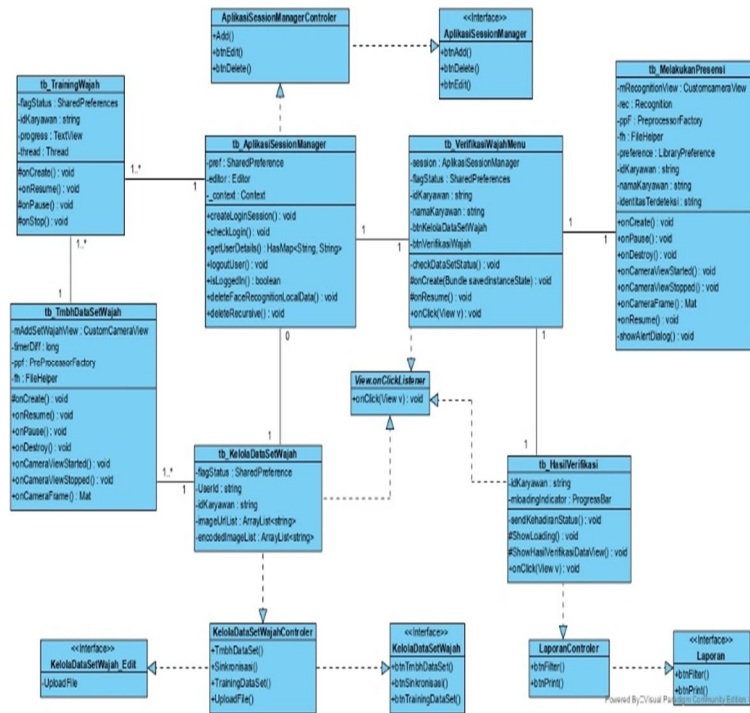 AplikasiSessionManagerControler
+Add()
+btnEdit()
+btnDelete()
<<Interface>>
AplikasiSessionManager
+btnAdd()
+btnDelete()
+btnEdit()
tb_TrainingWajah
-flagStatus : SharedPreferences
-idKaryawan : string
-progress : TextView
-thread : Thread
#onCreate() : void
+onResume() : void
#onPause() : void
#onStop() : void
1..*
1
1..*
1
tb_AplikasiSessionManager
-pref : SharedPreference
-editor : Editor
-_context : Context
+createLoginSession() : void
+checkLogin() : void
+getUserDetails() : HasMap<String, String>
+logoutUser() : void
+isLoggedIn() : boolean
+deleteFaceRecognitionLocalData() : void
+deleteRecursive() : void
1
1
0
1
tb_VerifikasiWajahMenu
-session : AplikasiSessionManager
-flagStatus : SharedPreferences
-idKaryawan : string
-namaKaryawan : string
-btnKelolaDataSetWajah
-btnVerifikasiWajah
-checkDataSetStatus() : void
#onCreate(Bundle savedInstanceState)
#onResume() : void
+onClick(View v) : void
1
1
1
1
tb_MelakukanPresensi
-mRecognitionView : CustomcameraView
-rec : Recognition
-ppF : PreprocessorFactory
-fh : FileHelper
-preference : LibraryPreference
-idKaryawan : string
-namaKaryawan : string
-identitasTerdeteksi : string
+onCreate() : void
+onPause() : void
+onDestroy() : void
+onCameraViewStarted() : void
+onCameraViewStopped() : void
+onCameraFrame() : Mat
+onResume() : void
-showAlertDialog() : void
tb_TmbhDataSetWajah
-mAddSetWajahView : CustomCameraView
-timerDiff : long
-ppf : PreProcessorFactory
-fh : FileHelper
#onCreate() : void
+onResume() : void
+onPause() : void
+onDestroy() : void
+onCameraViewStarted() : void
+onCameraViewStopped() : void
+onCameraFrame() : Mat
1..*
1
View.onClickListener
+onClick(View v) : void
tb_KelolaDataSetWajah
-flagStatus : SharedPreference
-UserId : string
-idKaryawan : string
-imageUrlList : ArrayList<string>
-encodedImageList : ArrayList<string>
tb_HasilVerifikasi
-idKaryawan : string
-mloadingIndicator : ProgressBar
-sendKehadiranStatus() : void
#ShowLoading() : void
#ShowHasilVerifikasiDataView() : void
+onClick(View v) : void
<<Interface>>
KelolaDataSetWajah_Edit
-UploadFile
KelolaDataSetWajahControler
+TmbhDataSet()
+Sinkronisasi()
+TrainingDataSet()
+UploadFile()
<<Interface>>
KelolaDataSetWajah
+btnTmbhDataSet()
+btnSinkronisasi()
+btnTrainingDataSet()
LaporanControler
+btnFilter()
+btnPrint()
<<Interface>>
Laporan
+btnFilter()
+btnPrint()
Powered By Visual Paradigm Community Edition